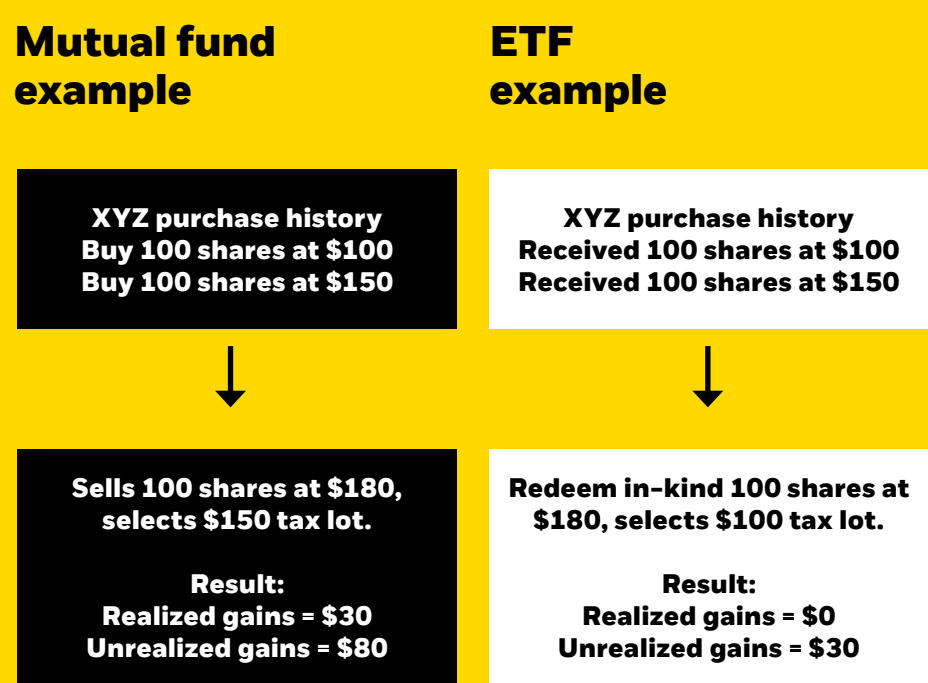 Mutual fund
example
XYZ purchase history
Buy 100 shares at $100
Buy 100 shares at $150
Sells 100 shares at $180,
selects $150 tax lot.
Result:
Realized gains = $30
Unrealized gains = $80
ETF
example
XYZ purchase history
Received 100 shares at $100
Received 100 shares at $150
Redeem in-kind 100 shares at
$180, selects $100 tax lot.
Result:
Realized gains = $0
Unrealized gains = $30